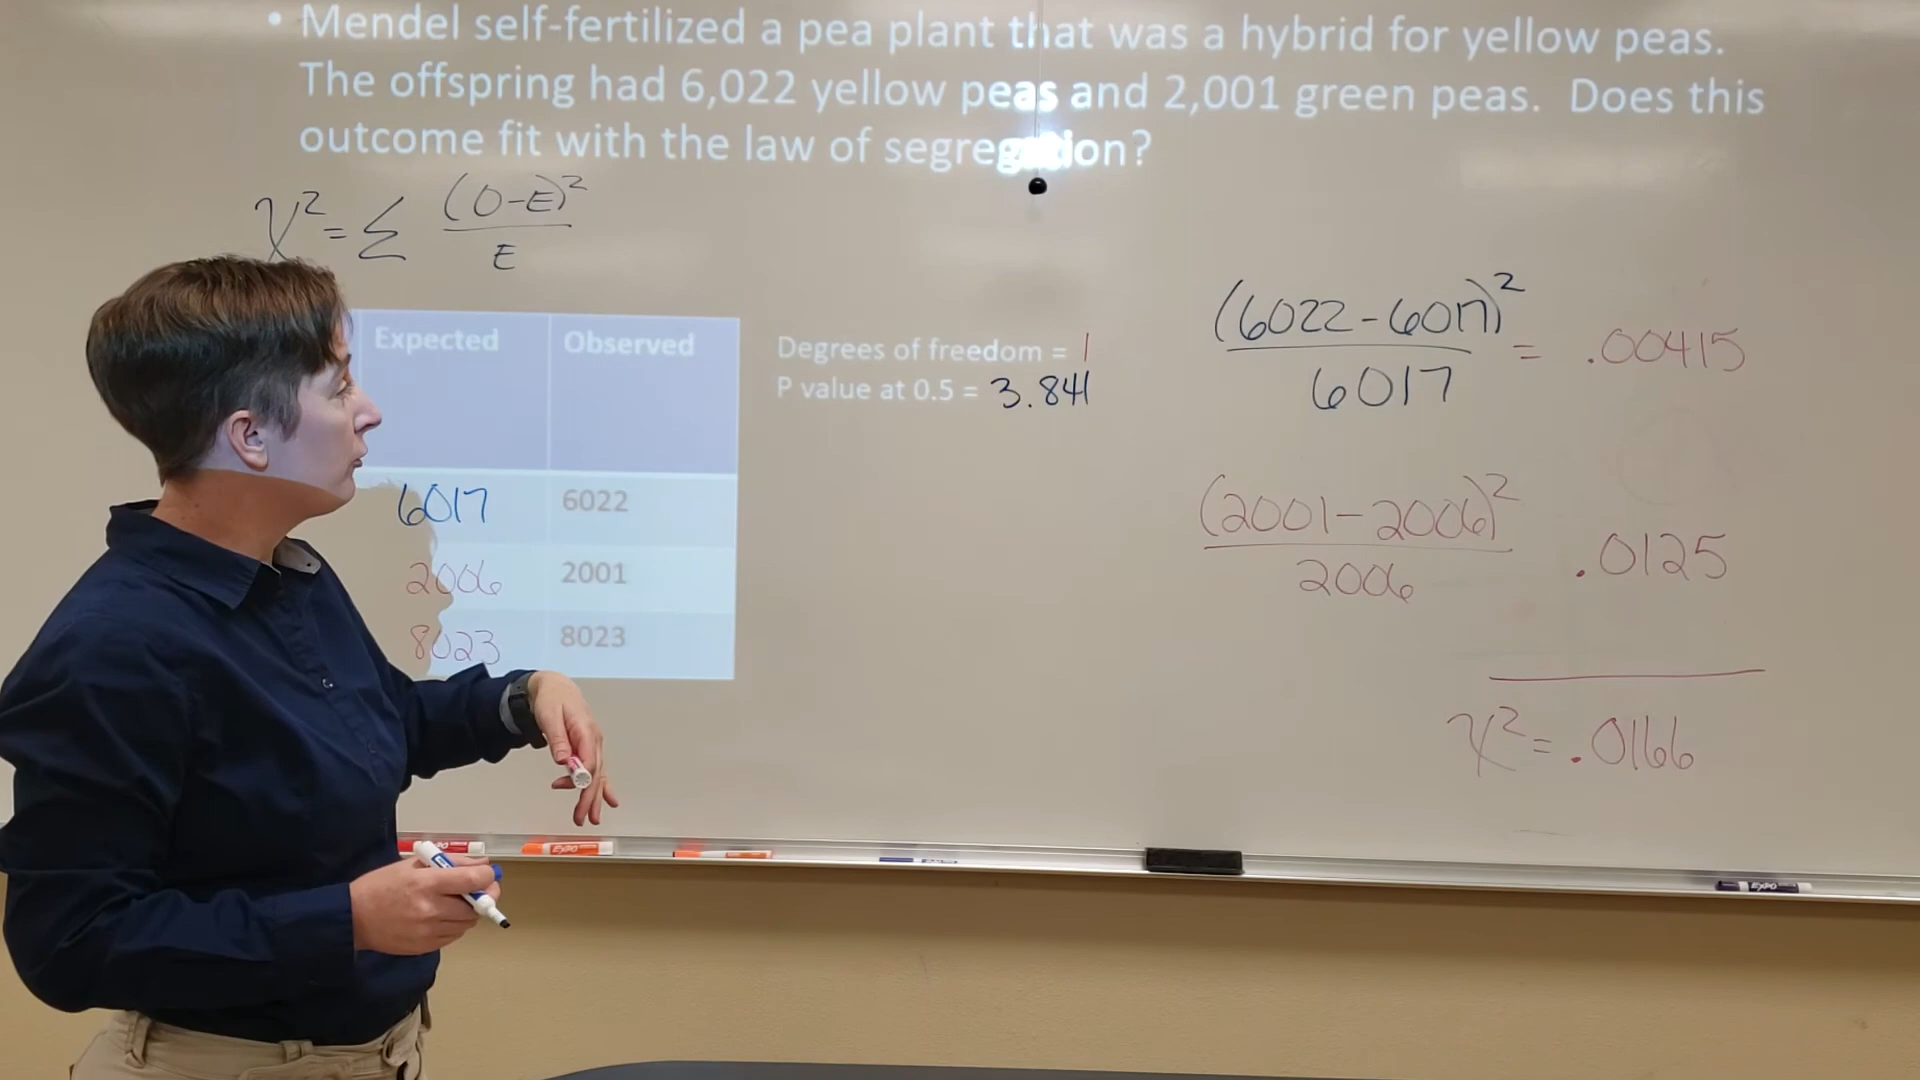 • Mendel self-fertilized a pea plant that was a hybrid for yellow peas.
The offspring had 6,022 yellow peas and 2,001 green peas. Does this
outcome fit with the law of segregation?
χ² = Σ (O-E)² / E
Expected Observed
6017 6022
2006 2001
8023 8023
Degrees of freedom = 1
P value at 0.5 = 3.841
(6022-6017)² / 6017 = .00415
(2001-2006)² / 2006 .0125
χ² = .0166
EXPO
EXPO
EXPO